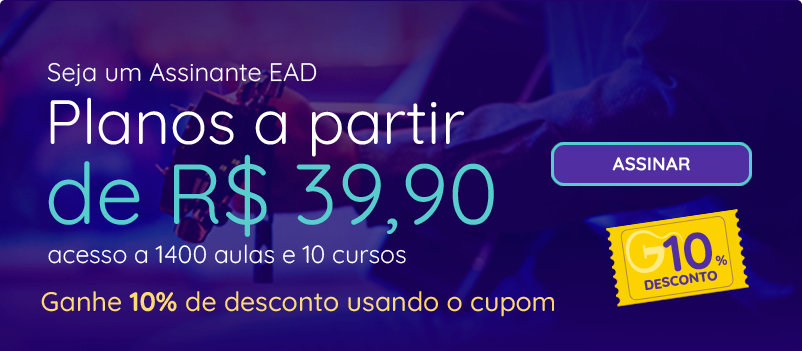 Seja um Assinante EAD
Planos a partir
de R$ 39,90
acesso a 1400 aulas e 10 cursos
Ganhe 10% de desconto usando o cupom
ASSINAR
G10%
DESCONTO